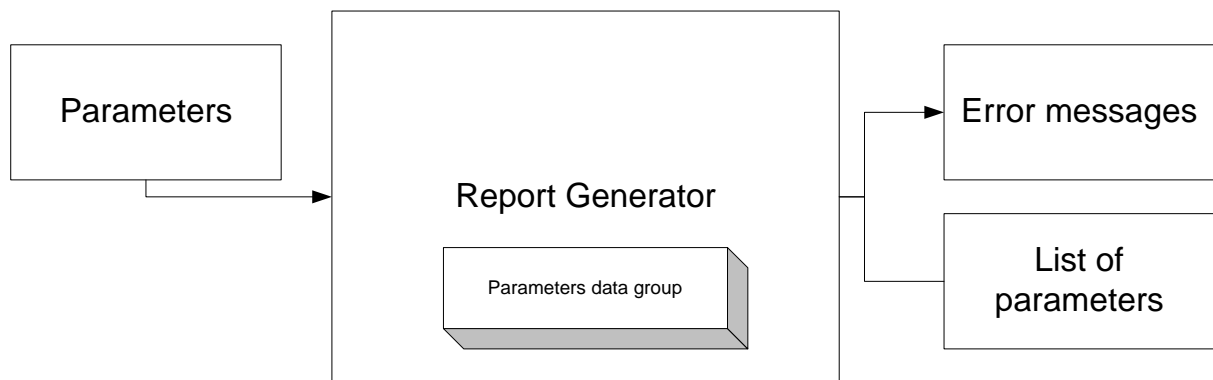 Parameters
Report Generator
Parameters data group
Error messages
List of
parameters